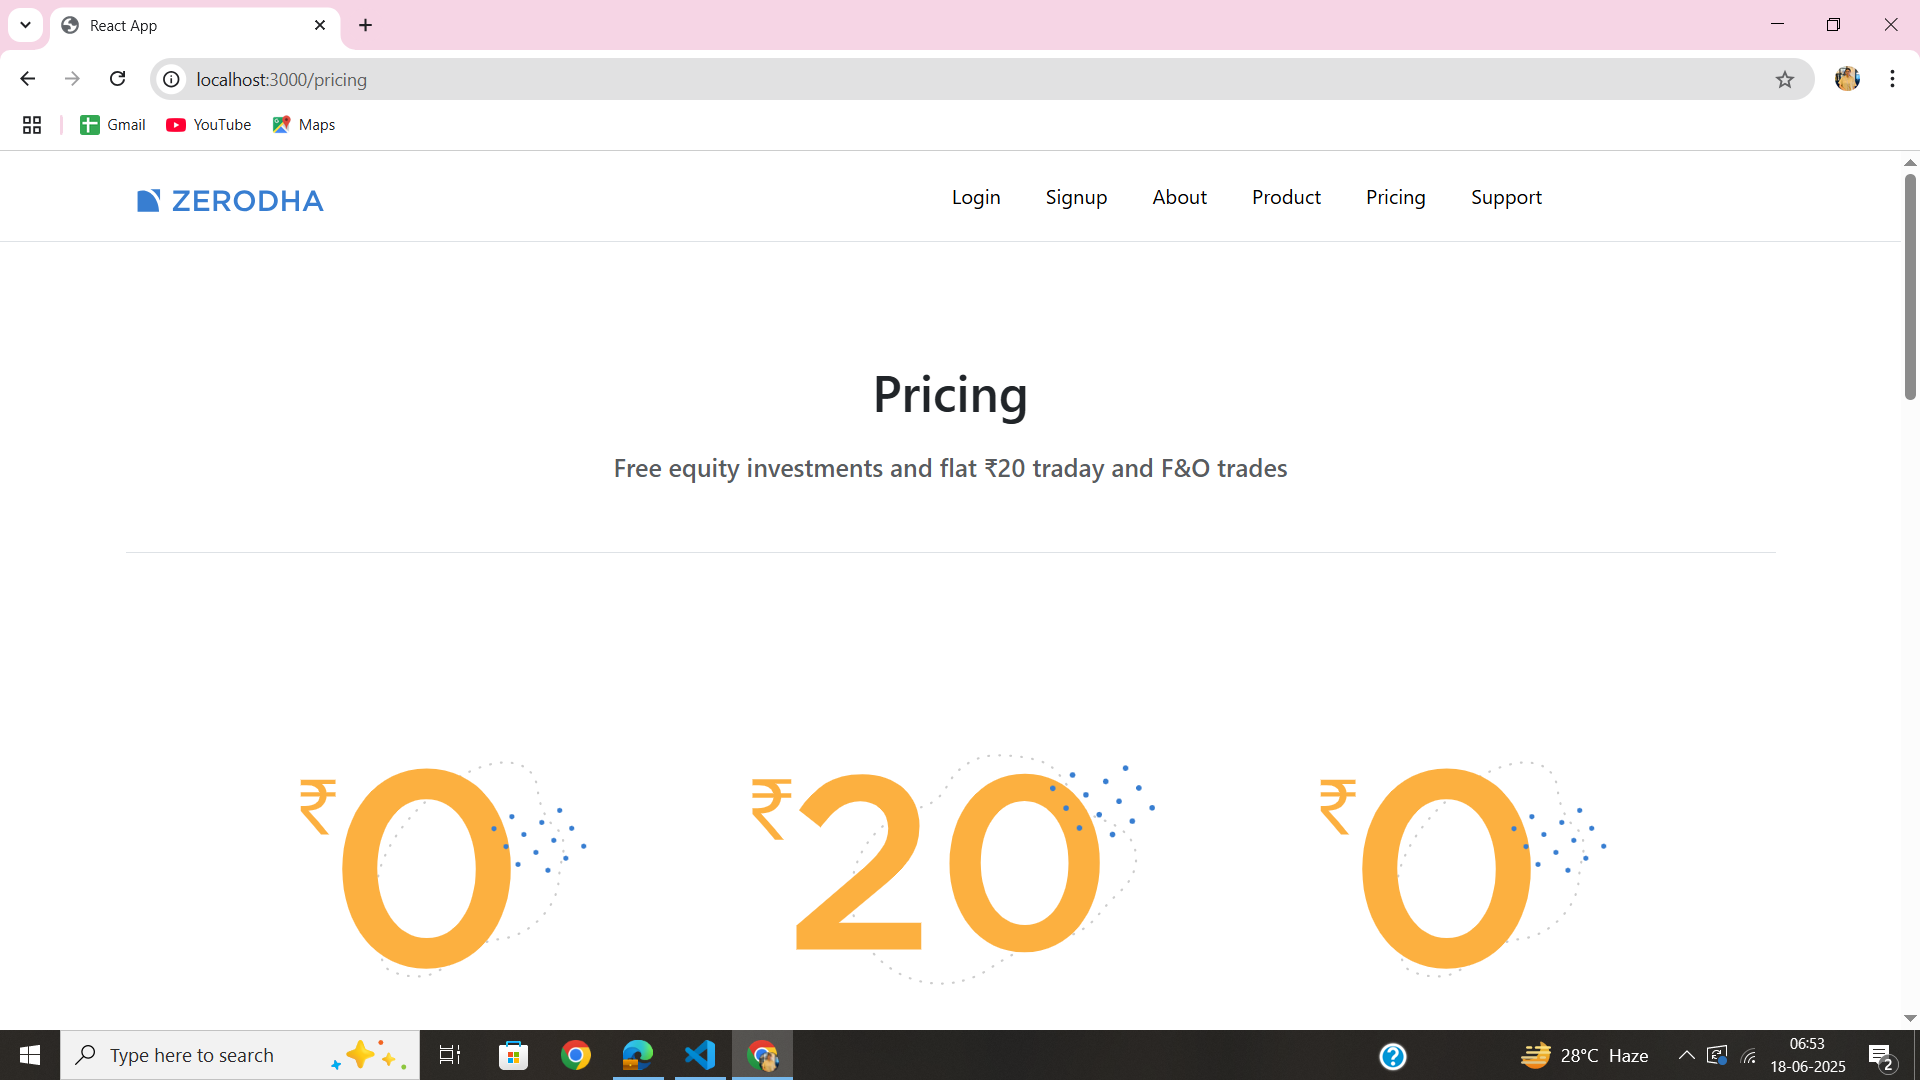 React App
localhost:3000/pricing
Gmail YouTube Maps
ZERODHA Login Signup About Product Pricing Support
Pricing
Free equity investments and flat ₹20 traday and F&O trades
₹0 ₹20 ₹0
Type here to search 28°C Haze 06:53
18-06-2025 2